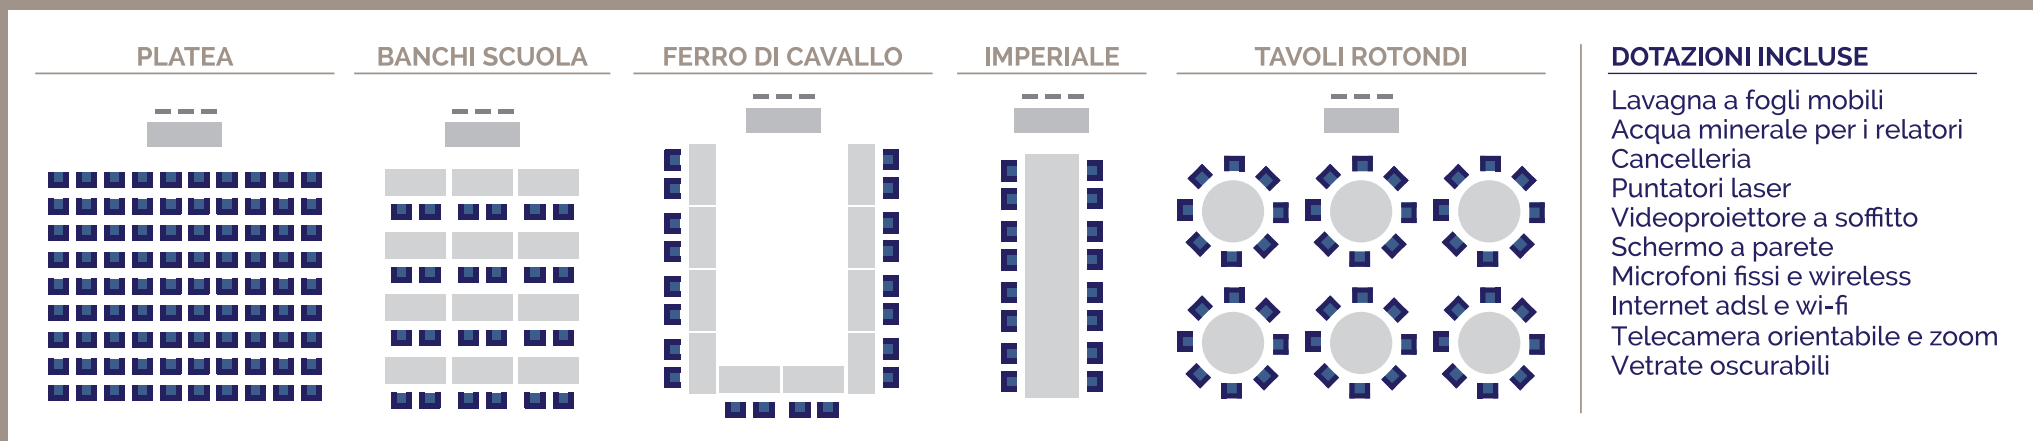 PLATEA
BANCHI SCUOLA
FERRO DI CAVALLO
IMPERIALE
TAVOLI ROTONDI
DOTAZIONI INCLUSE
Lavagna a fogli mobili
Acqua minerale per i relatori
Cancelleria
Puntatori laser
Videoproiettore a soffitto
Schermo a parete
Microfoni fissi e wireless
Internet adsl e wi-fi
Telecamera orientabile e zoom
Vetrate oscurabili